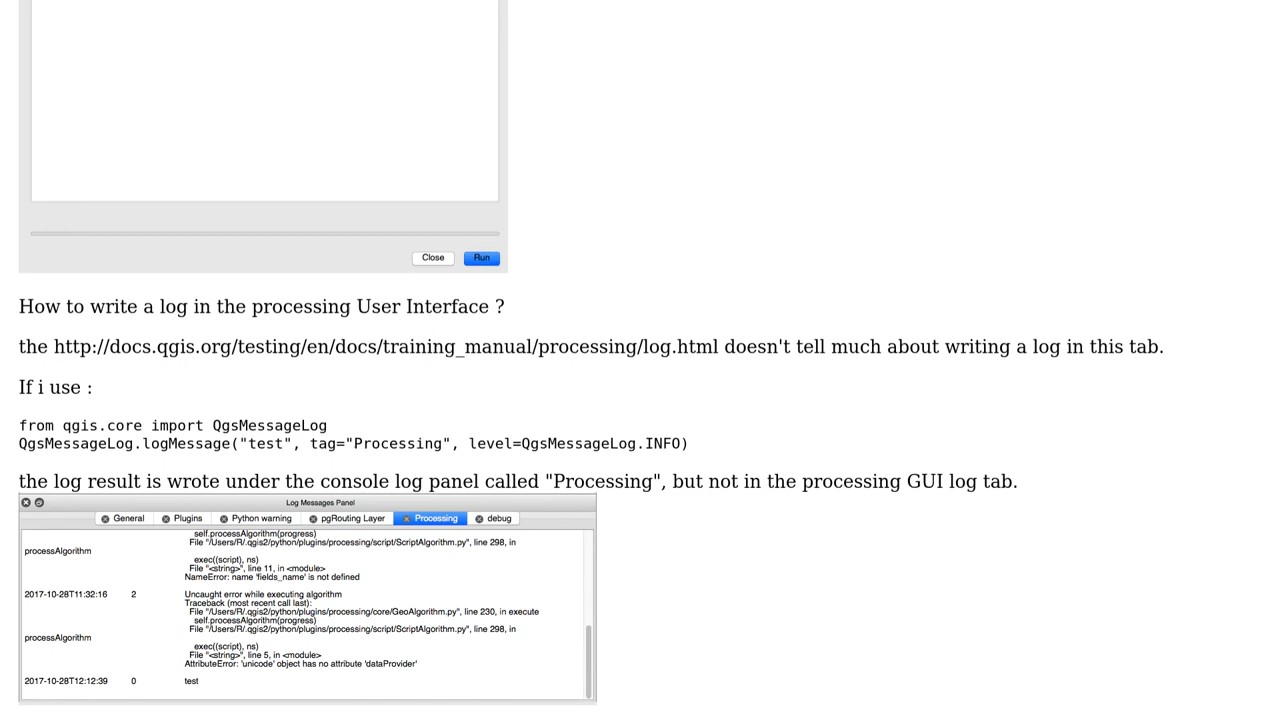 Close Run
How to write a log in the processing User Interface ?
the http://docs.qgis.org/testing/en/docs/training_manual/processing/log.html doesn't tell much about writing a log in this tab.
If i use :
from qgis.core import QgsMessageLog
QgsMessageLog.logMessage("test", tag="Processing", level=QgsMessageLog.INFO)
the log result is wrote under the console log panel called "Processing", but not in the processing GUI log tab.
Log Messages Panel
General Plugins Python warning pgRouting Layer Processing debug
self.processAlgorithm(progress)
File "/Users/R/.qgis2/python/plugins/processing/script/ScriptAlgorithm.py", line 298, in
processAlgorithm
exec((script), ns)
File "<string>", line 11, in <module>
NameError: name 'fields_name' is not defined
2017-10-28T11:32:16 2 Uncaught error while executing algorithm
Traceback (most recent call last):
File "/Users/R/.qgis2/python/plugins/processing/core/GeoAlgorithm.py", line 230, in execute
self.processAlgorithm(progress)
File "/Users/R/.qgis2/python/plugins/processing/script/ScriptAlgorithm.py", line 298, in
processAlgorithm
exec((script), ns)
File "<string>", line 5, in <module>
AttributeError: 'unicode' object has no attribute 'dataProvider'
2017-10-28T12:12:39 0 test